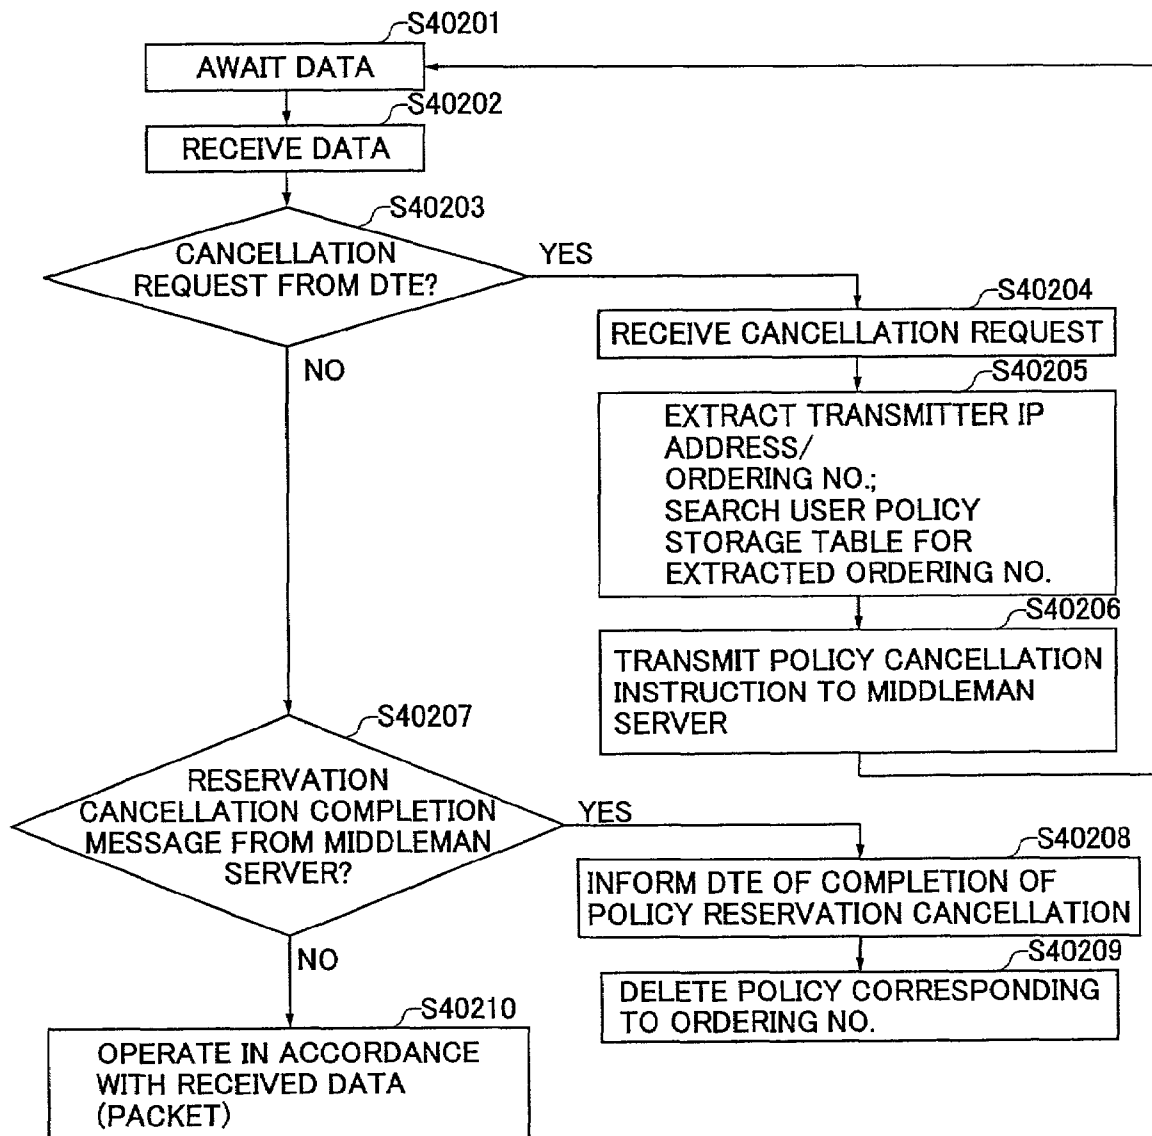 S40201
AWAIT DATA
S40202
RECEIVE DATA
S40203
CANCELLATION
REQUEST FROM DTE?
YES
NO
S40204
RECEIVE CANCELLATION REQUEST
S40205
EXTRACT TRANSMITTER IP
ADDRESS/
ORDERING NO.;
SEARCH USER POLICY
STORAGE TABLE FOR
EXTRACTED ORDERING NO.
S40206
TRANSMIT POLICY CANCELLATION
INSTRUCTION TO MIDDLEMAN
SERVER
S40207
RESERVATION
CANCELLATION COMPLETION
MESSAGE FROM MIDDLEMAN
SERVER?
YES
NO
S40208
INFORM DTE OF COMPLETION OF
POLICY RESERVATION CANCELLATION
S40209
DELETE POLICY CORRESPONDING
TO ORDERING NO.
S40210
OPERATE IN ACCORDANCE
WITH RECEIVED DATA
(PACKET)